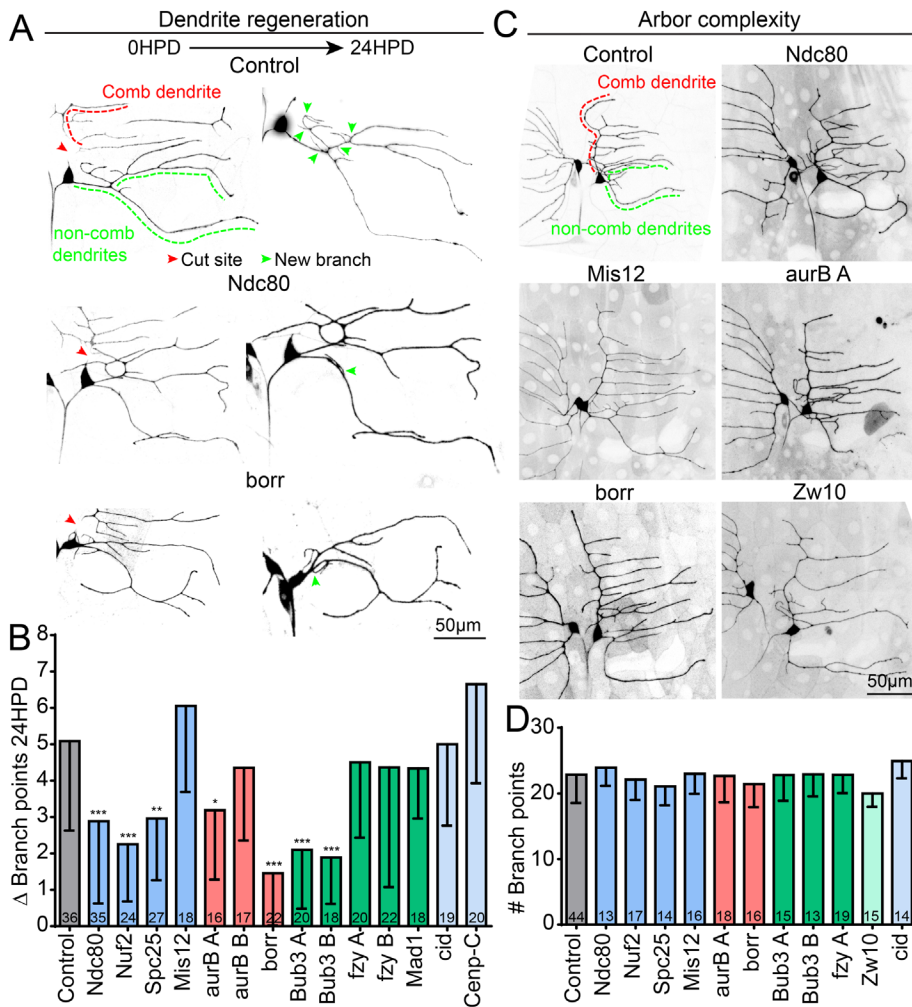 A
Dendrite regeneration
0HPD
24HPD
Control
Comb dendrite
non-comb
dendrites
Cut site
New branch
Ndc80
borr
50µm
B
Δ Branch points 24HPD
8
7
6
5
4
3
2
1
0
***
***
**
*
***
***
***
36
35
24
27
18
16
17
22
20
18
20
22
18
19
20
Control
Ndc80
Nuf2
Spc25
Mis12
aurB A
aurB B
borr
Bub3 A
Bub3 B
fzy A
fzy B
Mad1
cid
Cenp-C
C
Arbor complexity
Control
Ndc80
Comb dendrite
non-comb
dendrites
Mis12
aurB A
borr
Zw10
50µm
D
# Branch points
30
20
10
0
44
13
17
14
16
18
16
15
13
19
15
14
Control
Ndc80
Nuf2
Spc25
Mis12
aurB A
borr
Bub3 A
Bub3 B
fzy A
Zw10
cid